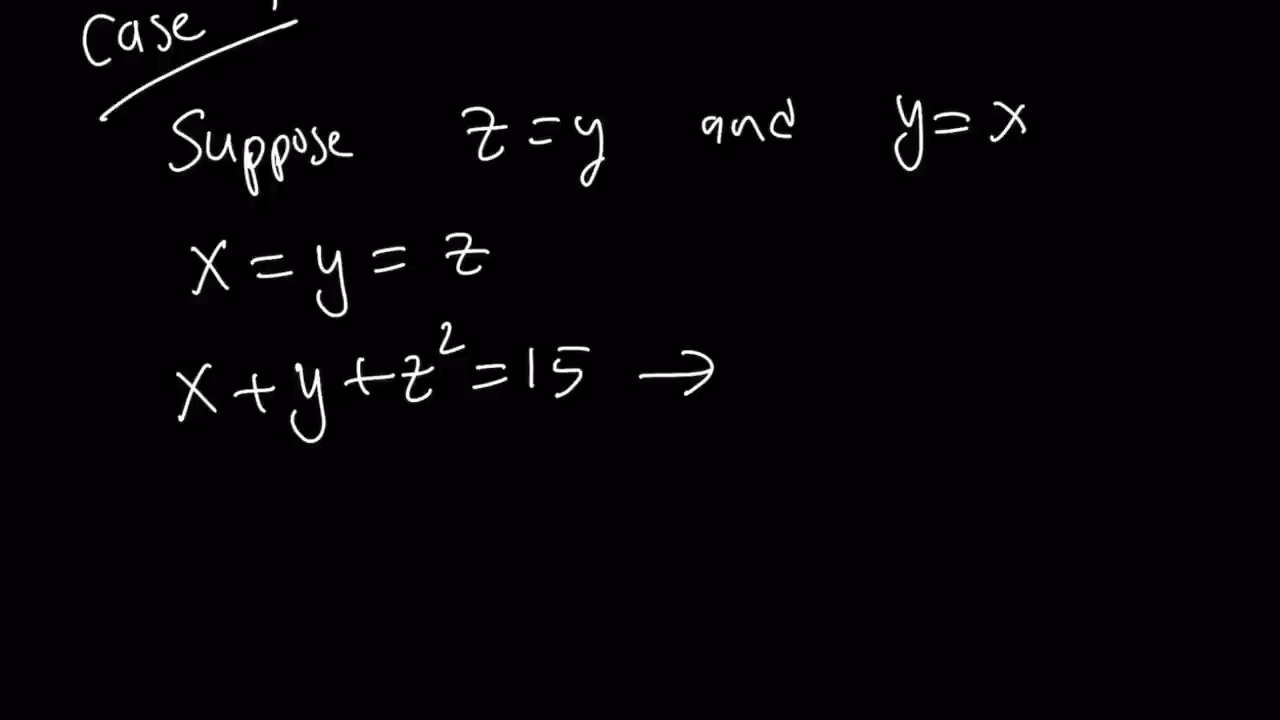 Case
Suppose z = y and y = x
x = y = z
x + y + z² = 15 →